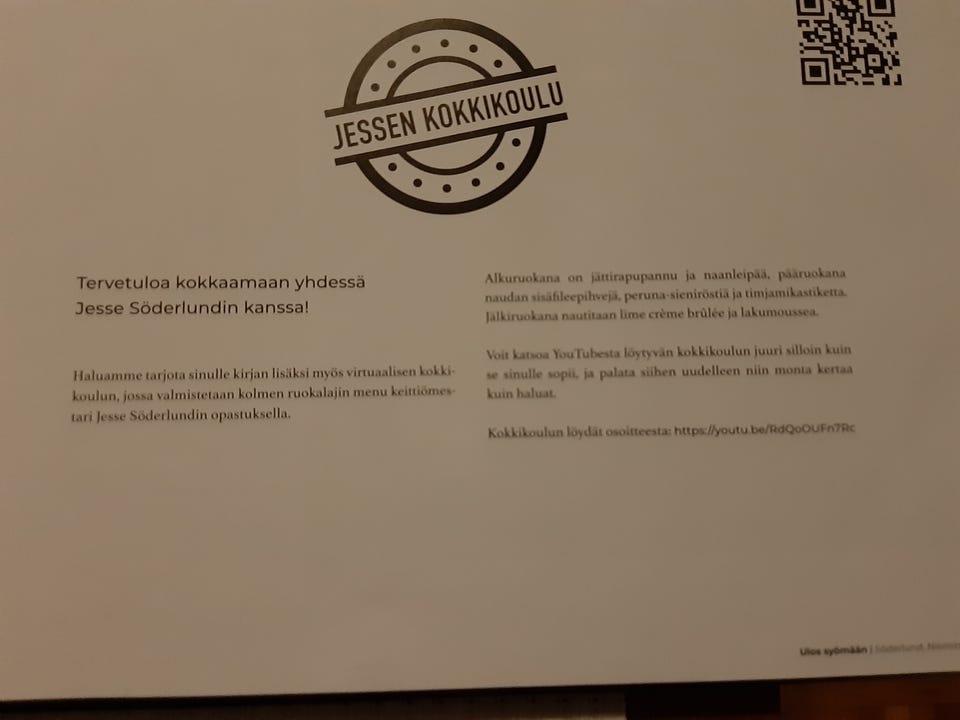 JESSEN KOKKIKOULU
Tervetuloa kokkaamaan yhdessä
Jesse Söderlundin kanssa!
Haluamme tarjota sinulle kirjan lisäksi myös virtuaalisen kokki-
koulun, jossa valmistetaan kolmen ruokalajin menu keittiömes-
tari Jesse Söderlundin opastuksella.
Alkuruokana on jättirapupannu ja naanleipää, pääruokana
naudan sisäfileepihvejä, peruna-sieniröstiä ja timjamikastiketta.
Jälkiruokana nautitaan lime crème brûlée ja lakumoussea.
Voit katsoa YouTubesta löytyvän kokkikoulun juuri silloin kuin
se sinulle sopii, ja palata siihen uudelleen niin monta kertaa
kuin haluat.
Kokkikoulun löydät osoitteesta: https://youtu.be/RdQoOUFn7Rc
Ulos syömään | Söderlund,